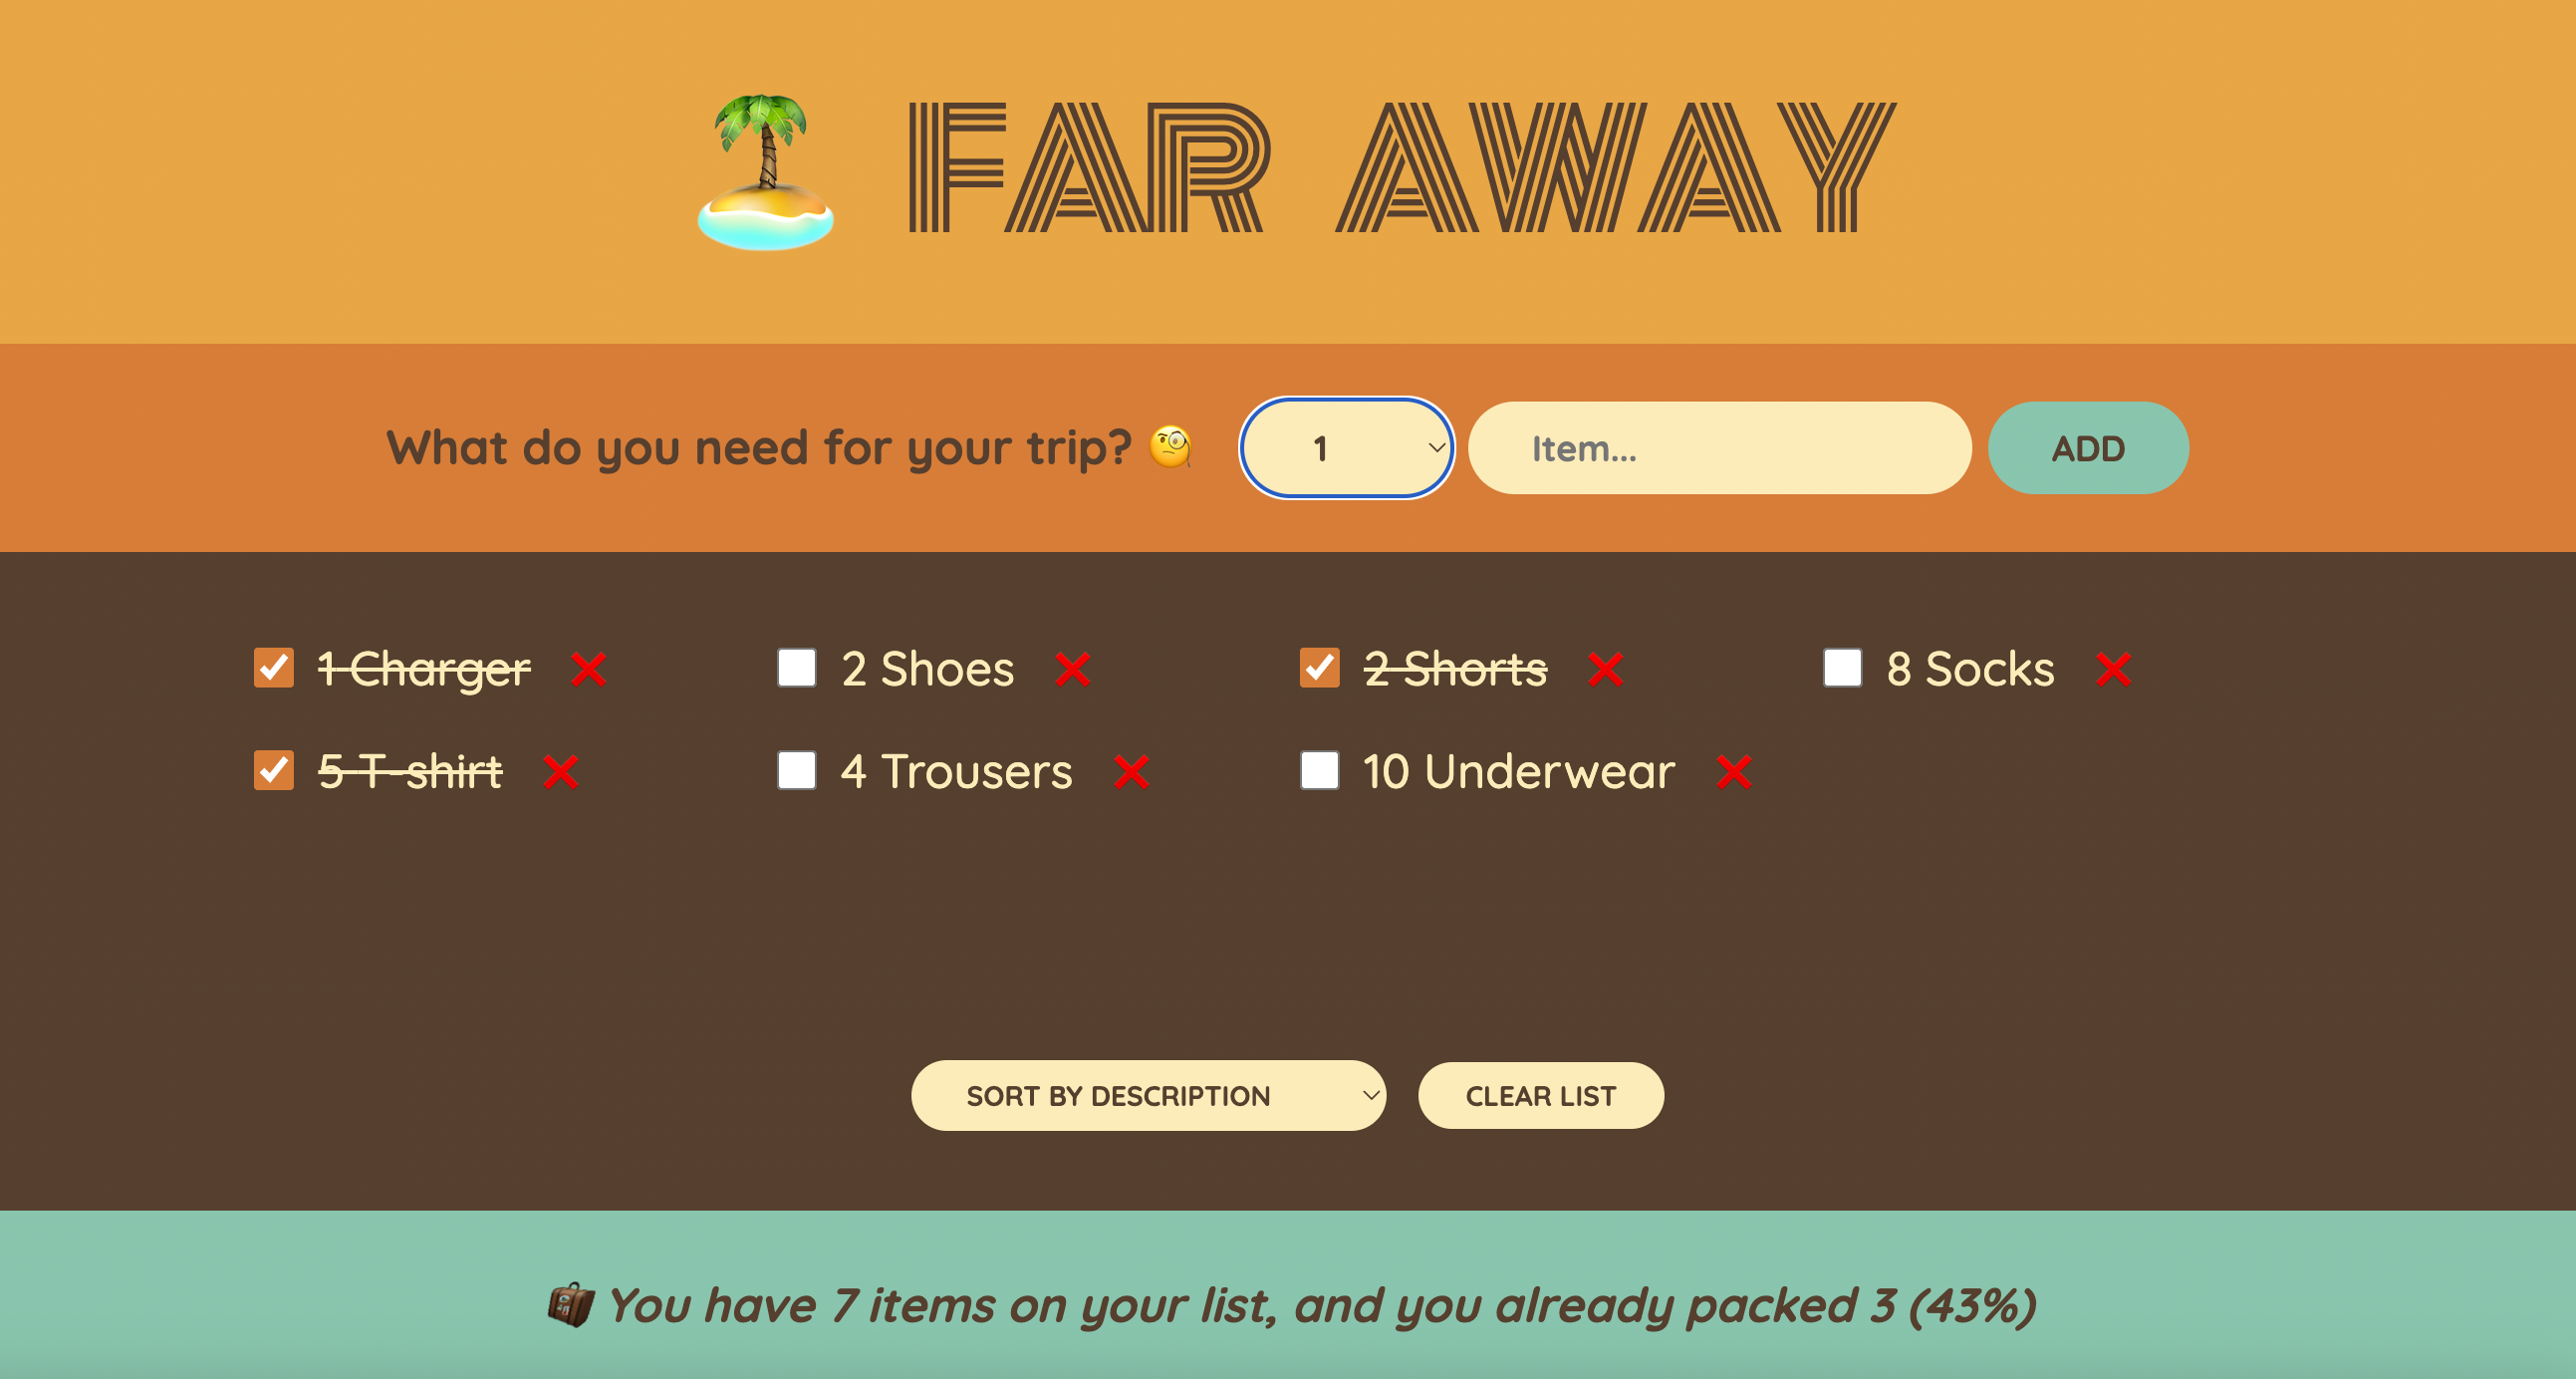 FAR AWAY
What do you need for your trip? 1 Item... ADD
1 Charger 2 Shoes 2 Shorts 8 Socks
5 T-shirt 4 Trousers 10 Underwear
SORT BY DESCRIPTION CLEAR LIST
You have 7 items on your list, and you already packed 3 (43%)